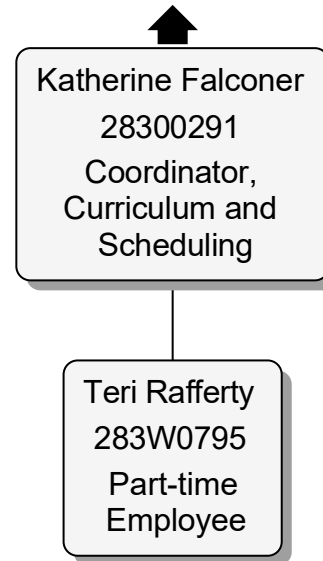 Katherine Falconer
28300291
Coordinator,
Curriculum and
Scheduling
Teri Rafferty
283W0795
Part-time
Employee